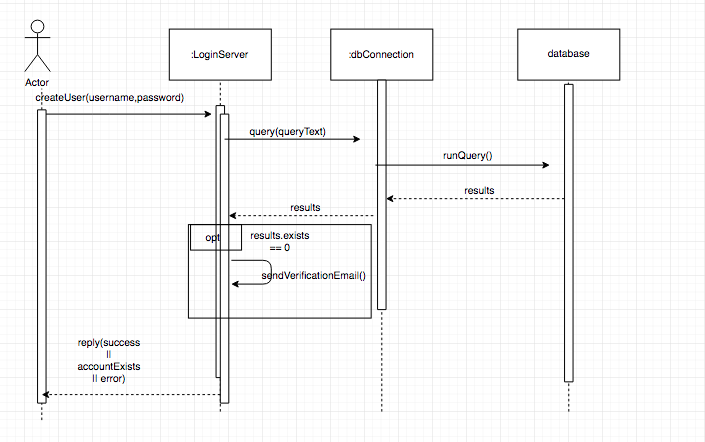 :LoginServer
:dbConnection
database
Actor
createUser(username,password)
query(queryText)
runQuery()
results
results
opt
results.exists
== 0
sendVerificationEmail()
reply(success
||
accountExists
|| error)